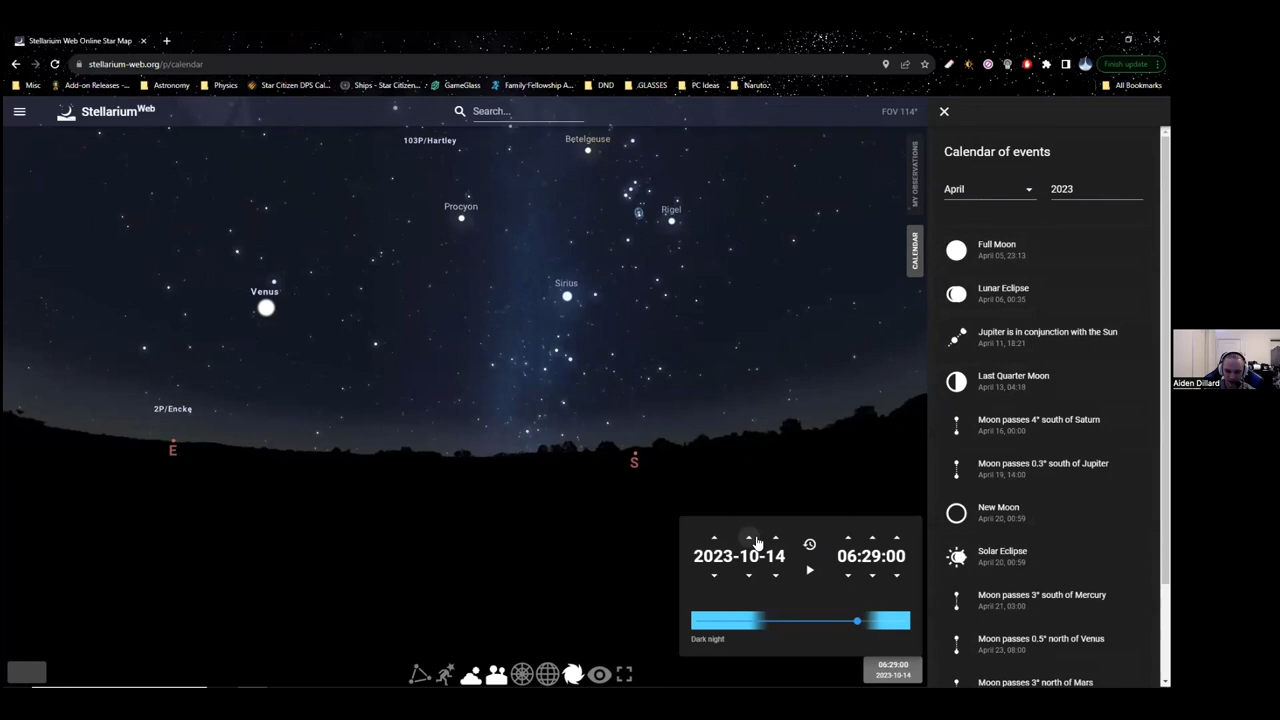 Stellarium Web Online Star Map
stellarium-web.org/p/calendar
Finish update
Misc
Add-on Releases -...
Astronomy
Physics
Star Citizen DPS Cal...
Ships - Star Citizen...
GameGlass
Family Fellowship A...
DND
.GLASSES
PC Ideas
Naruto.
All Bookmarks
StellariumWeb
Search...
FOV 114°
103P/Hartley
Betelgeuse
Procyon
Rigel
Venus
Sirius
2P/Encke
E
S
MY OBSERVATIONS
CALENDAR
2023-10-14
06:29:00
Dark night
06:29:00
2023-10-14
Calendar of events
April
2023
Full Moon
April 05, 23:13
Lunar Eclipse
April 06, 00:35
Jupiter is in conjunction with the Sun
April 11, 18:21
Last Quarter Moon
April 13, 04:18
Moon passes 4° south of Saturn
April 16, 00:00
Moon passes 0.3° south of Jupiter
April 19, 14:00
New Moon
April 20, 00:59
Solar Eclipse
April 20, 00:59
Moon passes 3° south of Mercury
April 21, 03:00
Moon passes 0.5° north of Venus
April 23, 08:00
Moon passes 3° north of Mars
Aiden Dillard